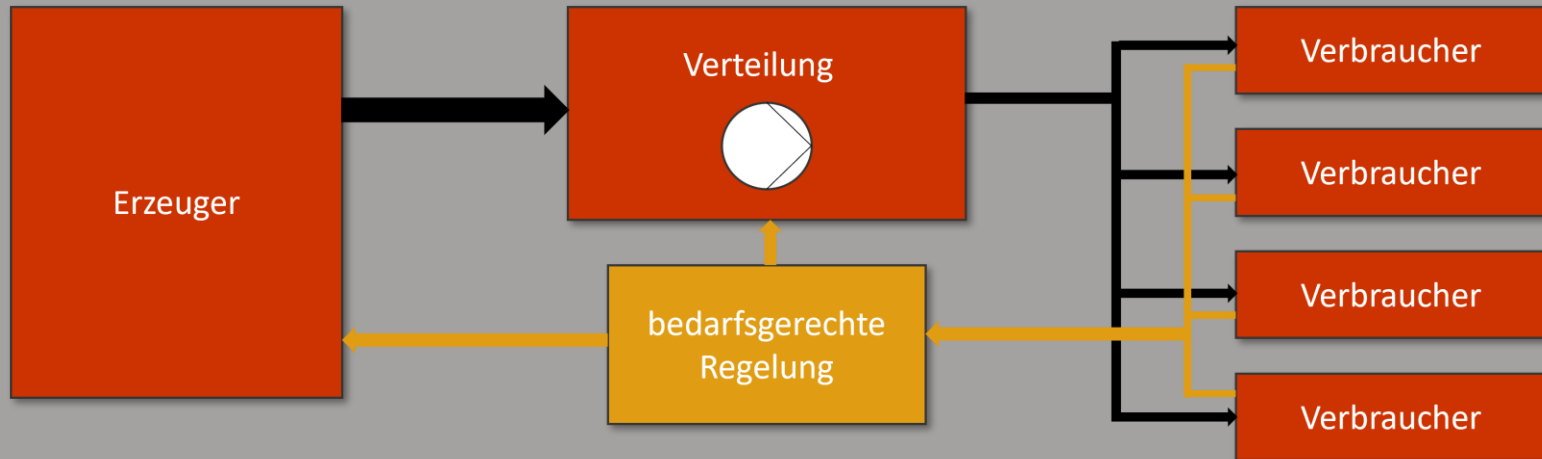 Erzeuger
Verteilung
bedarfsgerechte
Regelung
Verbraucher
Verbraucher
Verbraucher
Verbraucher